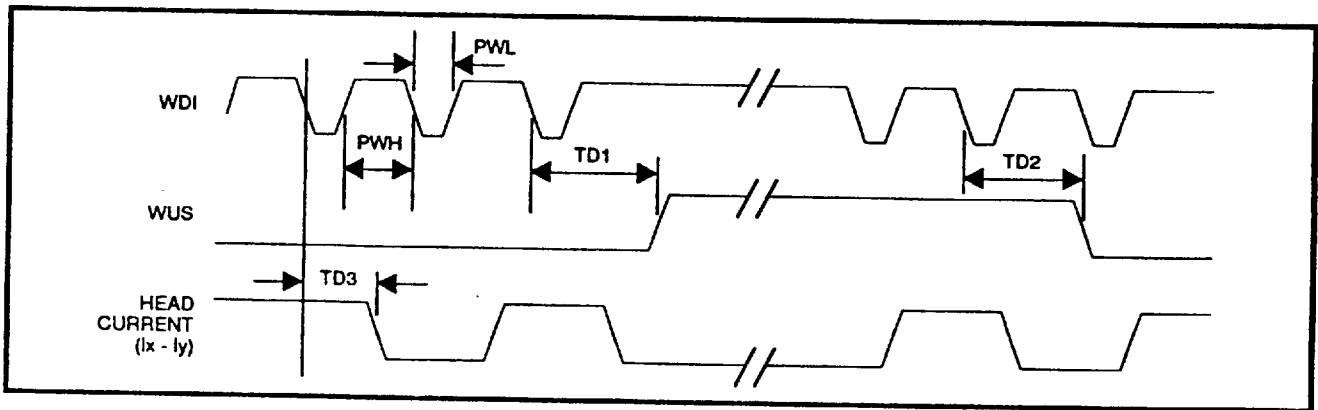 PWL
WDI
PWH
TD1
TD2
WUS
TD3
HEAD
CURRENT
(Ix - Iy)